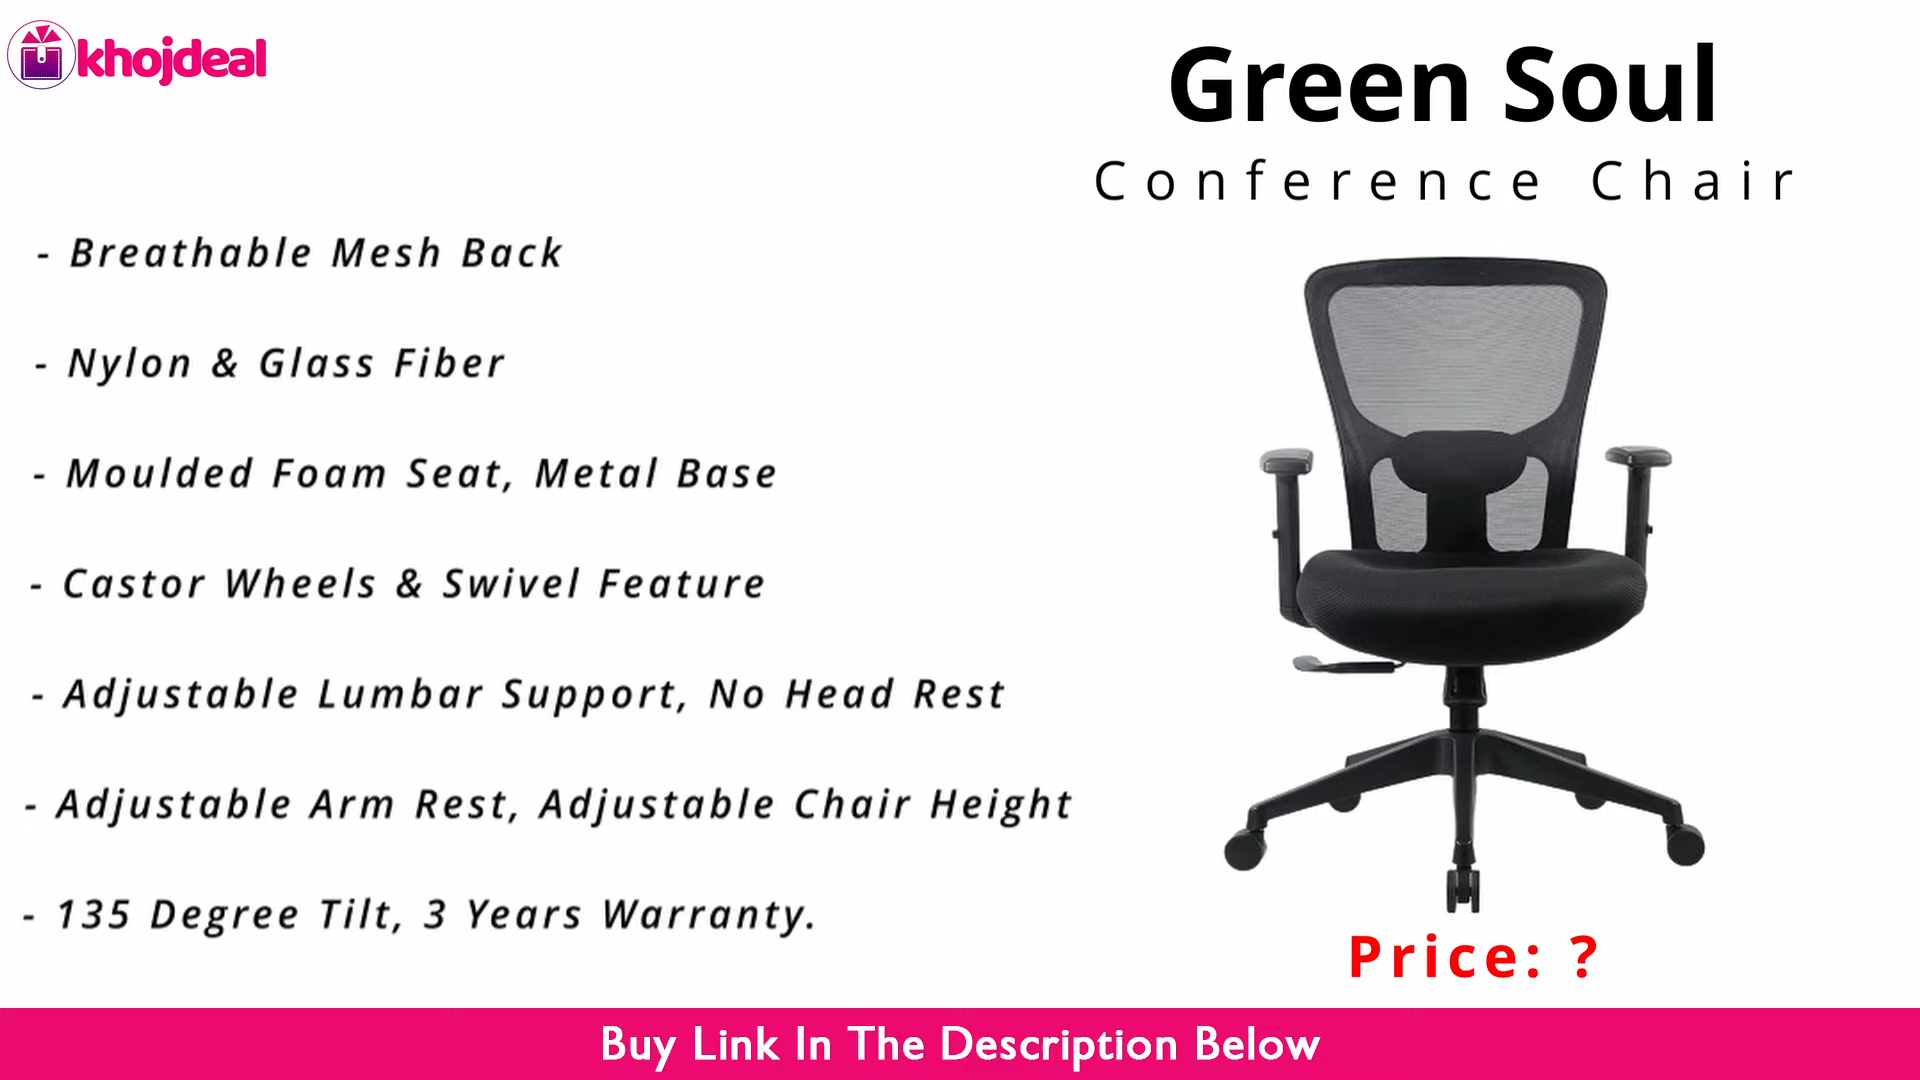 khojdeal
Green Soul
Conference Chair
- Breathable Mesh Back
- Nylon & Glass Fiber
- Moulded Foam Seat, Metal Base
- Castor Wheels & Swivel Feature
- Adjustable Lumbar Support, No Head Rest
- Adjustable Arm Rest, Adjustable Chair Height
- 135 Degree Tilt, 3 Years Warranty.
Price: ?
Buy Link In The Description Below